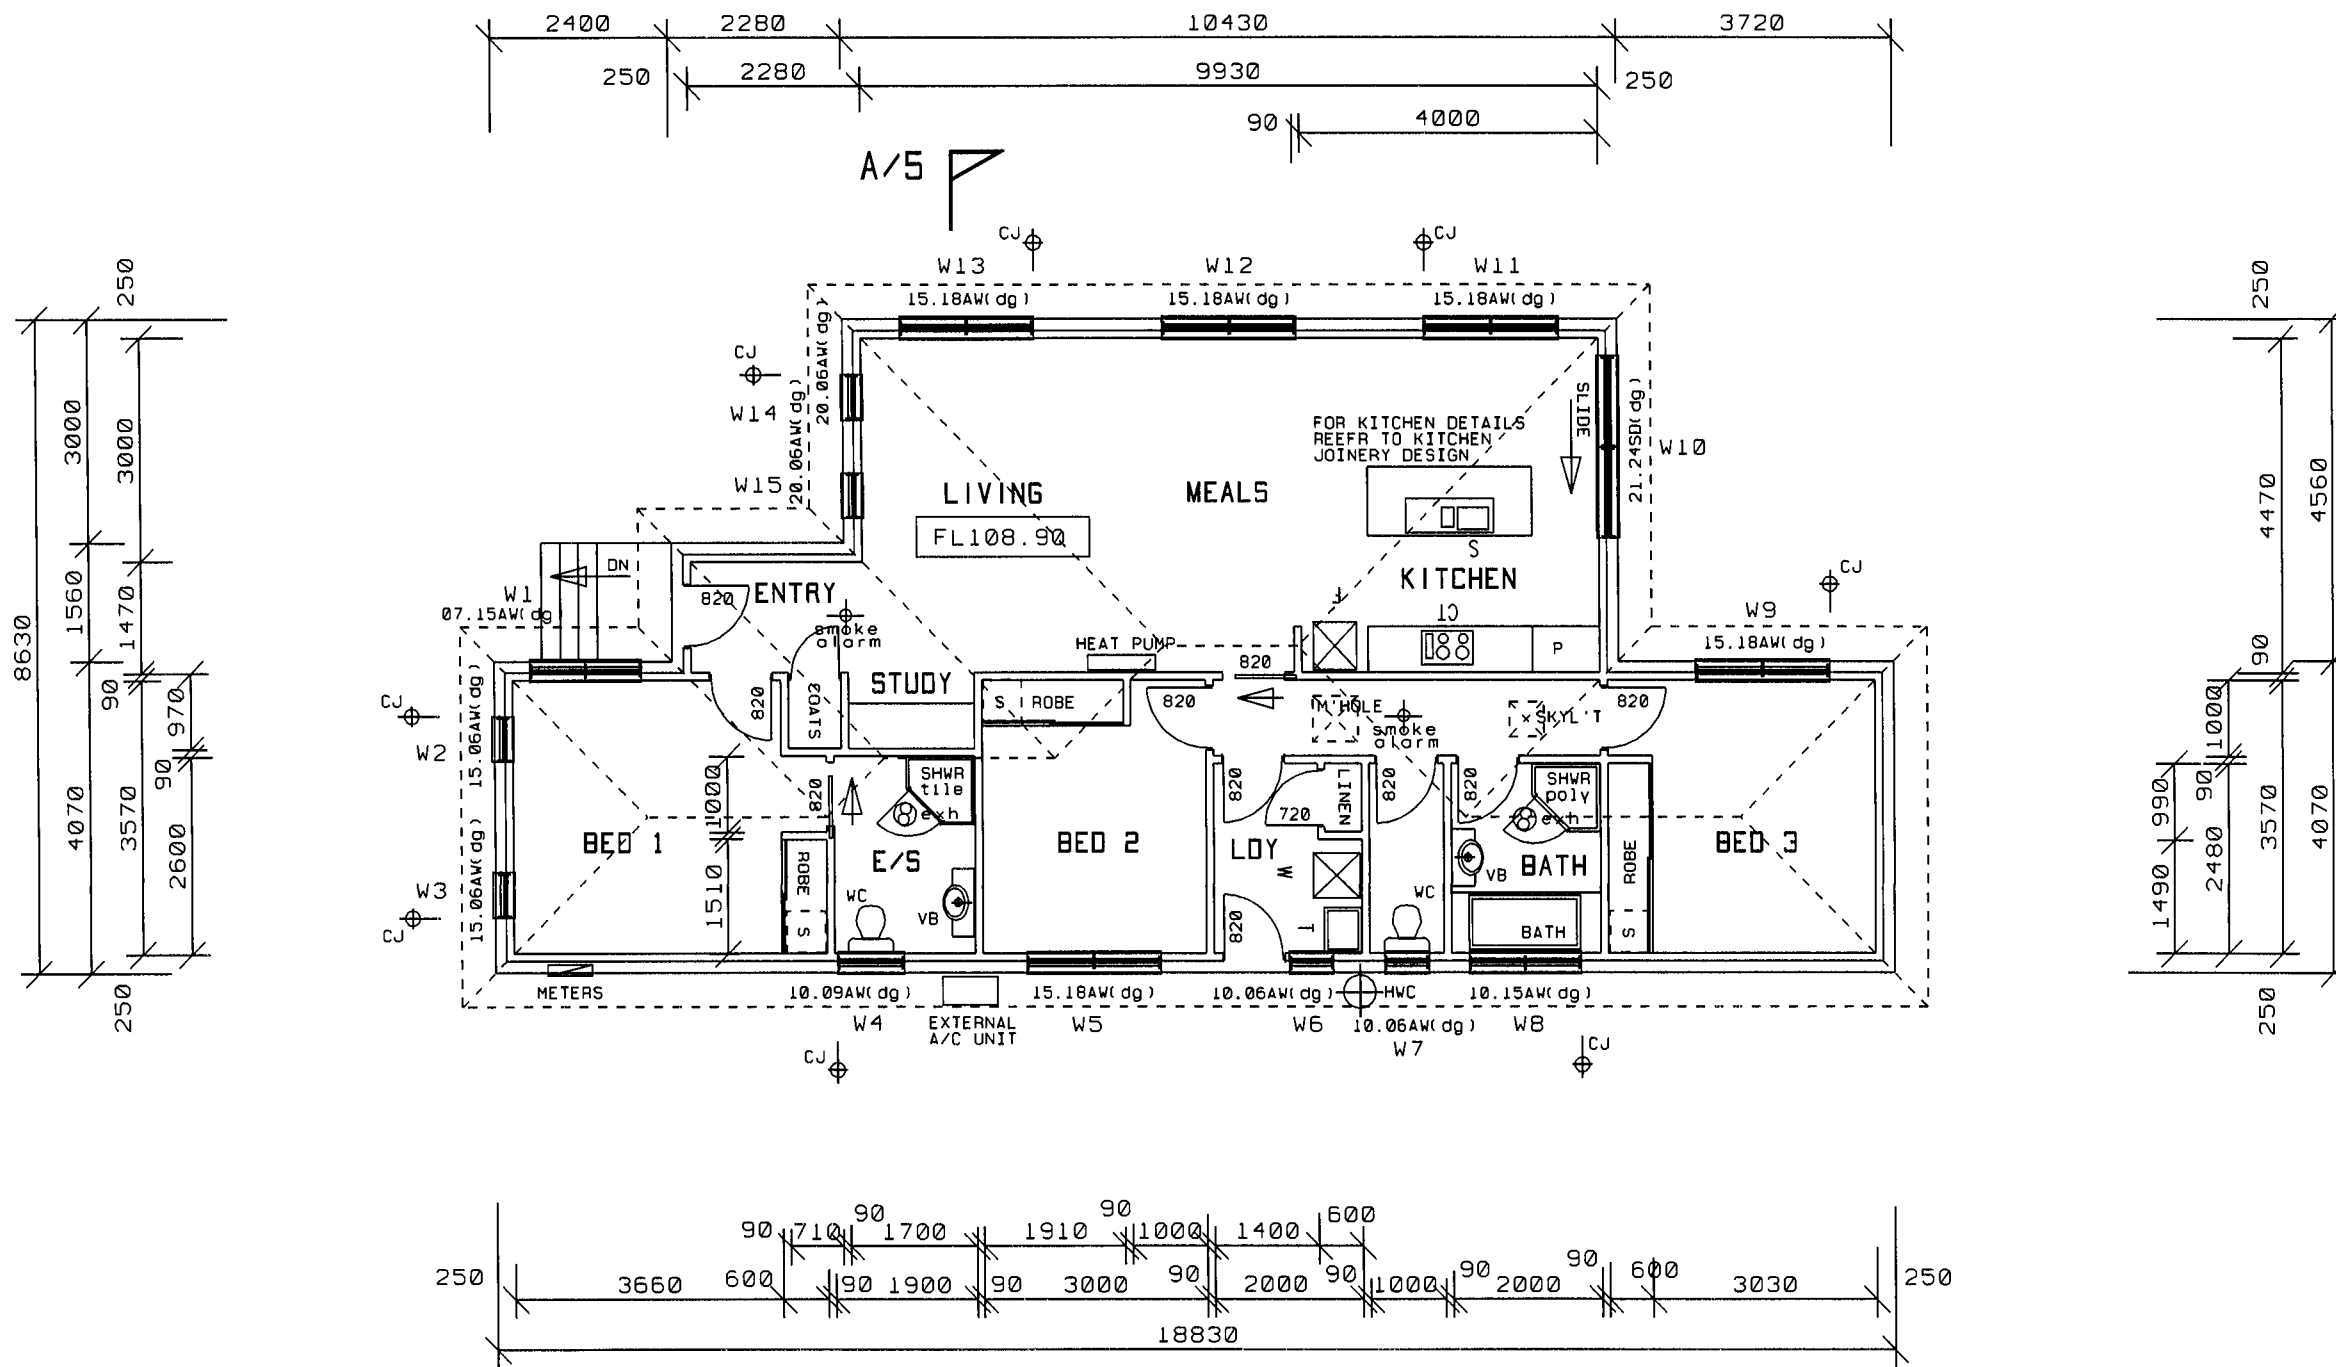 2400 2280 10430 3720
250 2280 9930 250
90 4000
A/5
CJ CJ
W13 W12 W11
15.18AW(dg) 15.18AW(dg) 15.18AW(dg)
250
3000
3000
8630
1560
1470
90
970
90
4070
3570
2600
250
250
4470
4560
90
1000
90
990
1490
2480
3570
4070
250
CJ
W14
20.06AW(dg)
W15
20.06AW(dg)
FOR KITCHEN DETAILS
REEFR TO KITCHEN
JOINERY DESIGN
SLIDE
21.24SD(dg)
W10
LIVING
MEALS
FL108.90
S
KITCHEN
DN
ENTRY
820
smoke
alarm
W1
07.15AW(dg
F
CT
P
HEAT PUMP
820
CJ
W9
15.18AW(dg)
STUDY
COATS
820
S ROBE
820
M'HOLE
smoke
alarm
SKYL'T
820
CJ
W2
15.06AW(dg)
W3
15.06AW(dg)
CJ
BED 1
1000
1510
820
ROBE
S
SHWR
tile
exh
E/S
WC
VB
BED 2
820
720
LINEN
LDY
W
T
820
820
WC
820
SHWR
poly
exh
VB
BATH
BATH
ROBE
S
BED 3
METERS
10.09AW(dg)
W4
EXTERNAL
A/C UNIT
15.18AW(dg)
W5
10.06AW(dg)
W6
HWC
10.06AW(dg)
W7
10.15AW(dg)
W8
CJ CJ
90 710 90 1700 1910 90 1000 1400 600
250 3660 600 90 1900 90 3000 90 2000 90 1000 90 2000 90 600 3030 250
18830